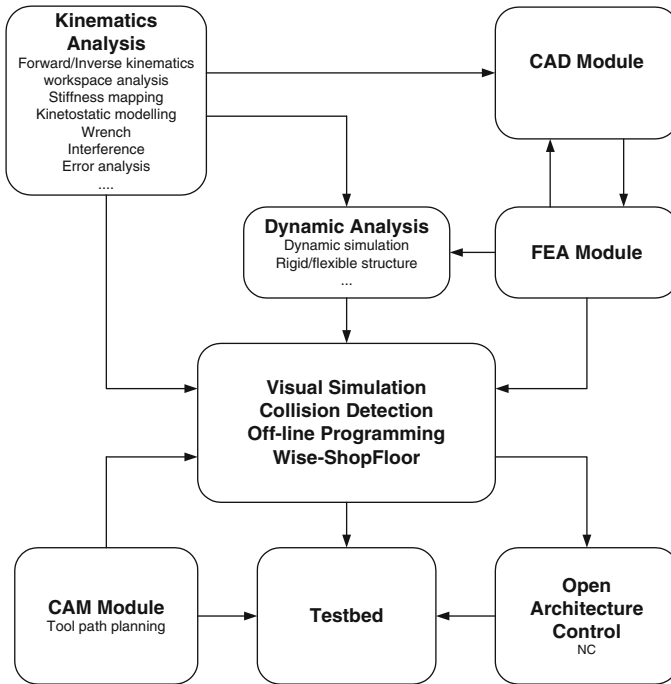 Kinematics
Analysis
Forward/Inverse kinematics
workspace analysis
Stiffness mapping
Kinetostatic modelling
Wrench
Interference
Error analysis
....
CAD Module
Dynamic Analysis
Dynamic simulation
Rigid/flexible structure
...
FEA Module
Visual Simulation
Collision Detection
Off-line Programming
Wise-ShopFloor
CAM Module
Tool path planning
Testbed
Open
Architecture
Control
NC